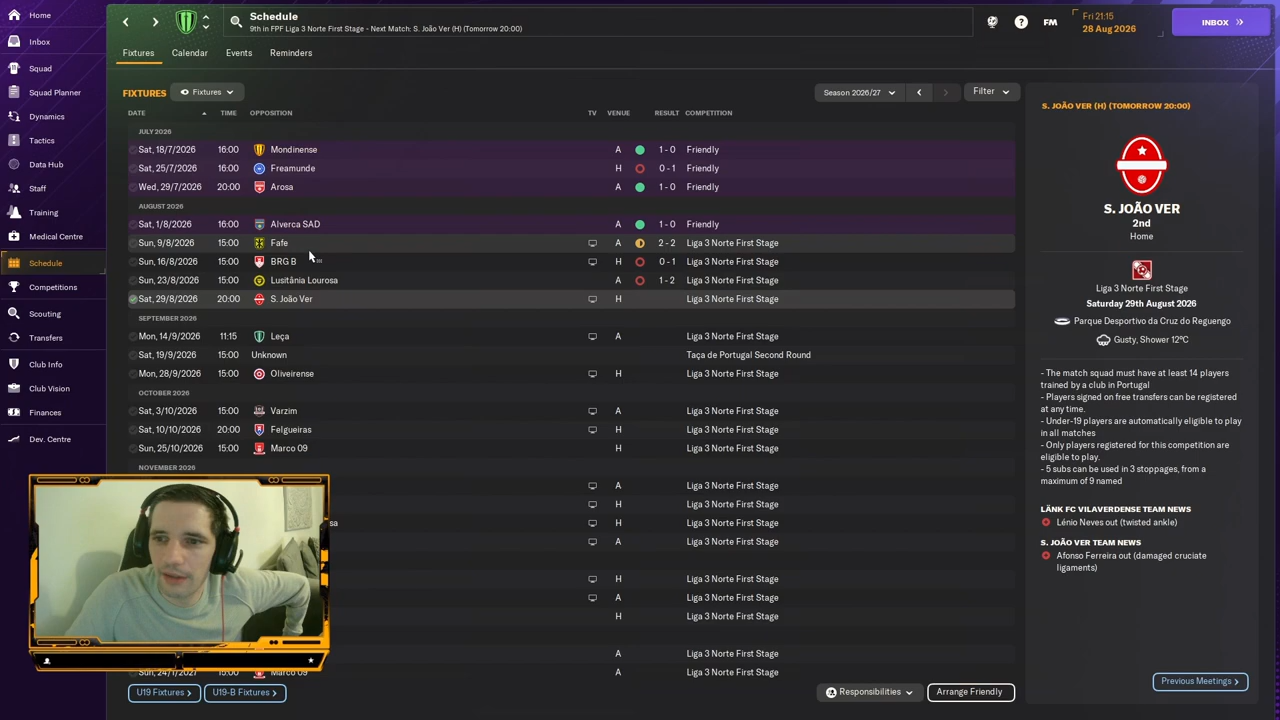 Home
Inbox
Squad
Squad Planner
Dynamics
Tactics
Data Hub
Staff
Training
Medical Centre
Schedule
Competitions
Scouting
Transfers
Club Info
Club Vision
Finances
Dev. Centre
Schedule
9th in FPF Liga 3 Norte First Stage - Next Match: S. João Ver (H) (Tomorrow 20:00)
FM
Fri 21:15
28 Aug 2026
INBOX
Fixtures Calendar Events Reminders
FIXTURES
Fixtures
Season 2026/27
Filter
DATE TIME OPPOSITION TV VENUE RESULT COMPETITION
JULY 2026
Sat, 18/7/2026 16:00 Mondinense A 1 - 0 Friendly
Sat, 25/7/2026 16:00 Freamunde H 0 - 1 Friendly
Wed, 29/7/2026 20:00 Arosa A 1 - 0 Friendly
AUGUST 2026
Sat, 1/8/2026 16:00 Alverca SAD A 1 - 0 Friendly
Sun, 9/8/2026 15:00 Fafe A 2 - 2 Liga 3 Norte First Stage
Sun, 16/8/2026 15:00 BRG B H 0 - 1 Liga 3 Norte First Stage
Sun, 23/8/2026 15:00 Lusitânia Lourosa A 1 - 2 Liga 3 Norte First Stage
Sat, 29/8/2026 20:00 S. João Ver H Liga 3 Norte First Stage
SEPTEMBER 2026
Mon, 14/9/2026 11:15 Leça A Liga 3 Norte First Stage
Sat, 19/9/2026 15:00 Unknown Taça de Portugal Second Round
Mon, 28/9/2026 15:00 Oliveirense H Liga 3 Norte First Stage
OCTOBER 2026
Sat, 3/10/2026 15:00 Varzim A Liga 3 Norte First Stage
Sat, 10/10/2026 20:00 Felgueiras H Liga 3 Norte First Stage
Sun, 25/10/2026 15:00 Marco 09 H Liga 3 Norte First Stage
NOVEMBER 2026
A Liga 3 Norte First Stage
H Liga 3 Norte First Stage
sa H Liga 3 Norte First Stage
A Liga 3 Norte First Stage
H Liga 3 Norte First Stage
A Liga 3 Norte First Stage
H Liga 3 Norte First Stage
A Liga 3 Norte First Stage
Sun, 24/1/2027 15:00 Marco 09 A Liga 3 Norte First Stage
U19 Fixtures
U19-B Fixtures
Responsibilities
Arrange Friendly
S. JOÃO VER (H) (TOMORROW 20:00)
S. JOÃO VER
2nd
Home
Liga 3 Norte First Stage
Saturday 29th August 2026
Parque Desportivo da Cruz do Reguengo
Gusty, Shower 12°C
- The match squad must have at least 14 players
trained by a club in Portugal
- Players signed on free transfers can be registered
at any time.
- Under-19 players are automatically eligible to play
in all matches
- Only players registered for this competition are
eligible to play.
- 5 subs can be used in 3 stoppages, from a
maximum of 9 named
LÄNK FC VILAVERDENSE TEAM NEWS
Lénio Neves out (twisted ankle)
S. JOÃO VER TEAM NEWS
Afonso Ferreira out (damaged cruciate
ligaments)
Previous Meetings